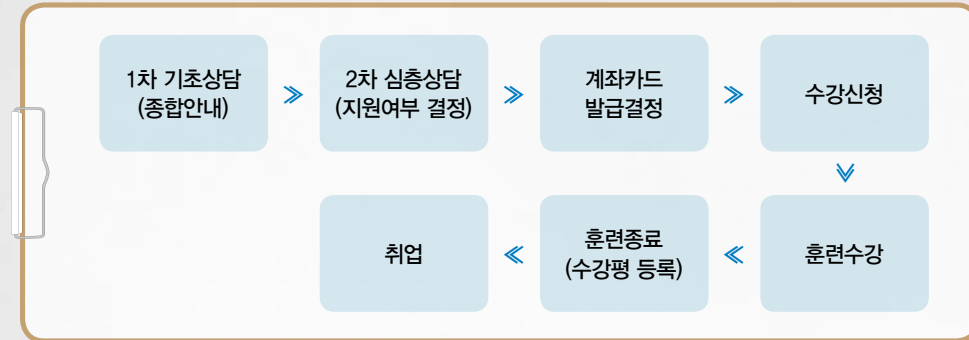 1차 기초상담
(종합안내)
2차 심층상담
(지원여부 결정)
계좌카드
발급결정
수강신청
훈련수강
훈련종료
(수강평 등록)
취업